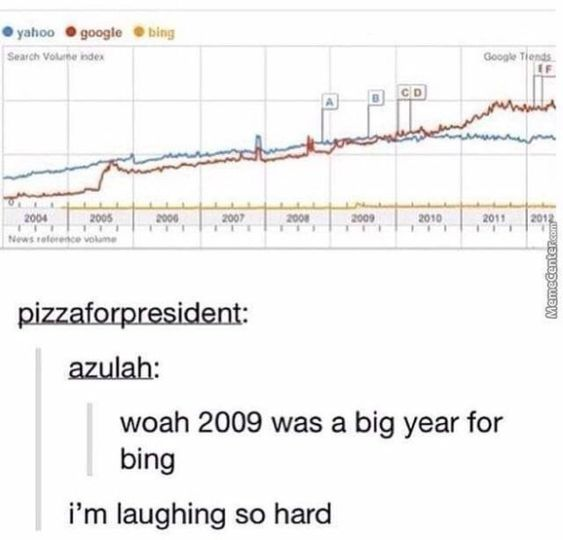 yahoo google bing
Search Volume index Google Trends
A B C D E F
0
2004 2005 2006 2007 2008 2009 2010 2011 2012
News reference volume
MemeCenter.com
pizzaforpresident:
azulah:
woah 2009 was a big year for
bing
i'm laughing so hard